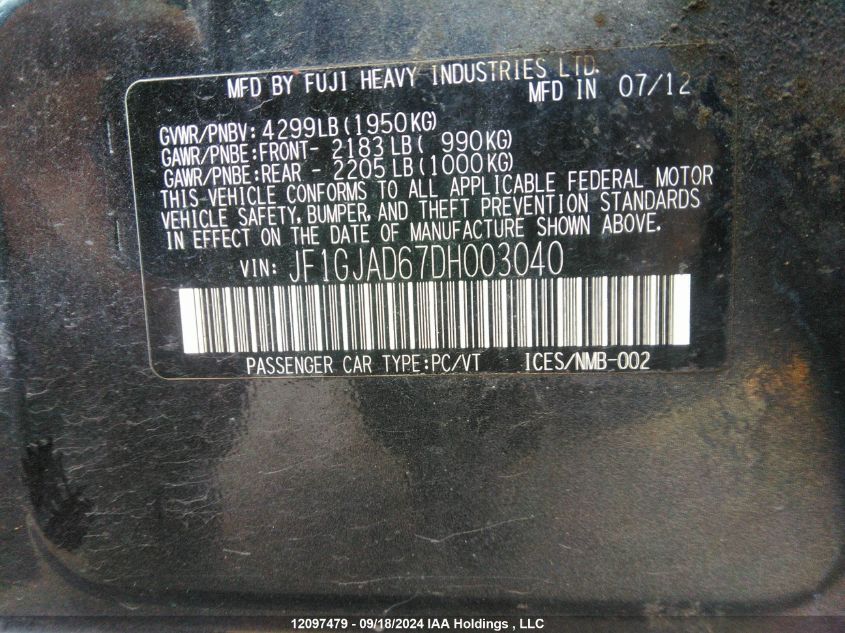 MFD BY FUJI HEAVY INDUSTRIES LTD.
MFD IN 07/12
GVWR/PNBV: 4299LB(1950KG)
GAWR/PNBE:FRONT- 2183LB( 990KG)
GAWR/PNBE:REAR - 2205LB(1000KG)
THIS VEHICLE CONFORMS TO ALL APPLICABLE FEDERAL MOTOR
VEHICLE SAFETY, BUMPER, AND THEFT PREVENTION STANDARDS
IN EFFECT ON THE DATE OF MANUFACTURE SHOWN ABOVE.
VIN: JF1GJAD67DH003040
PASSENGER CAR TYPE:PC/VT ICES/NMB-002
12097479 - 09/18/2024 IAA Holdings , LLC